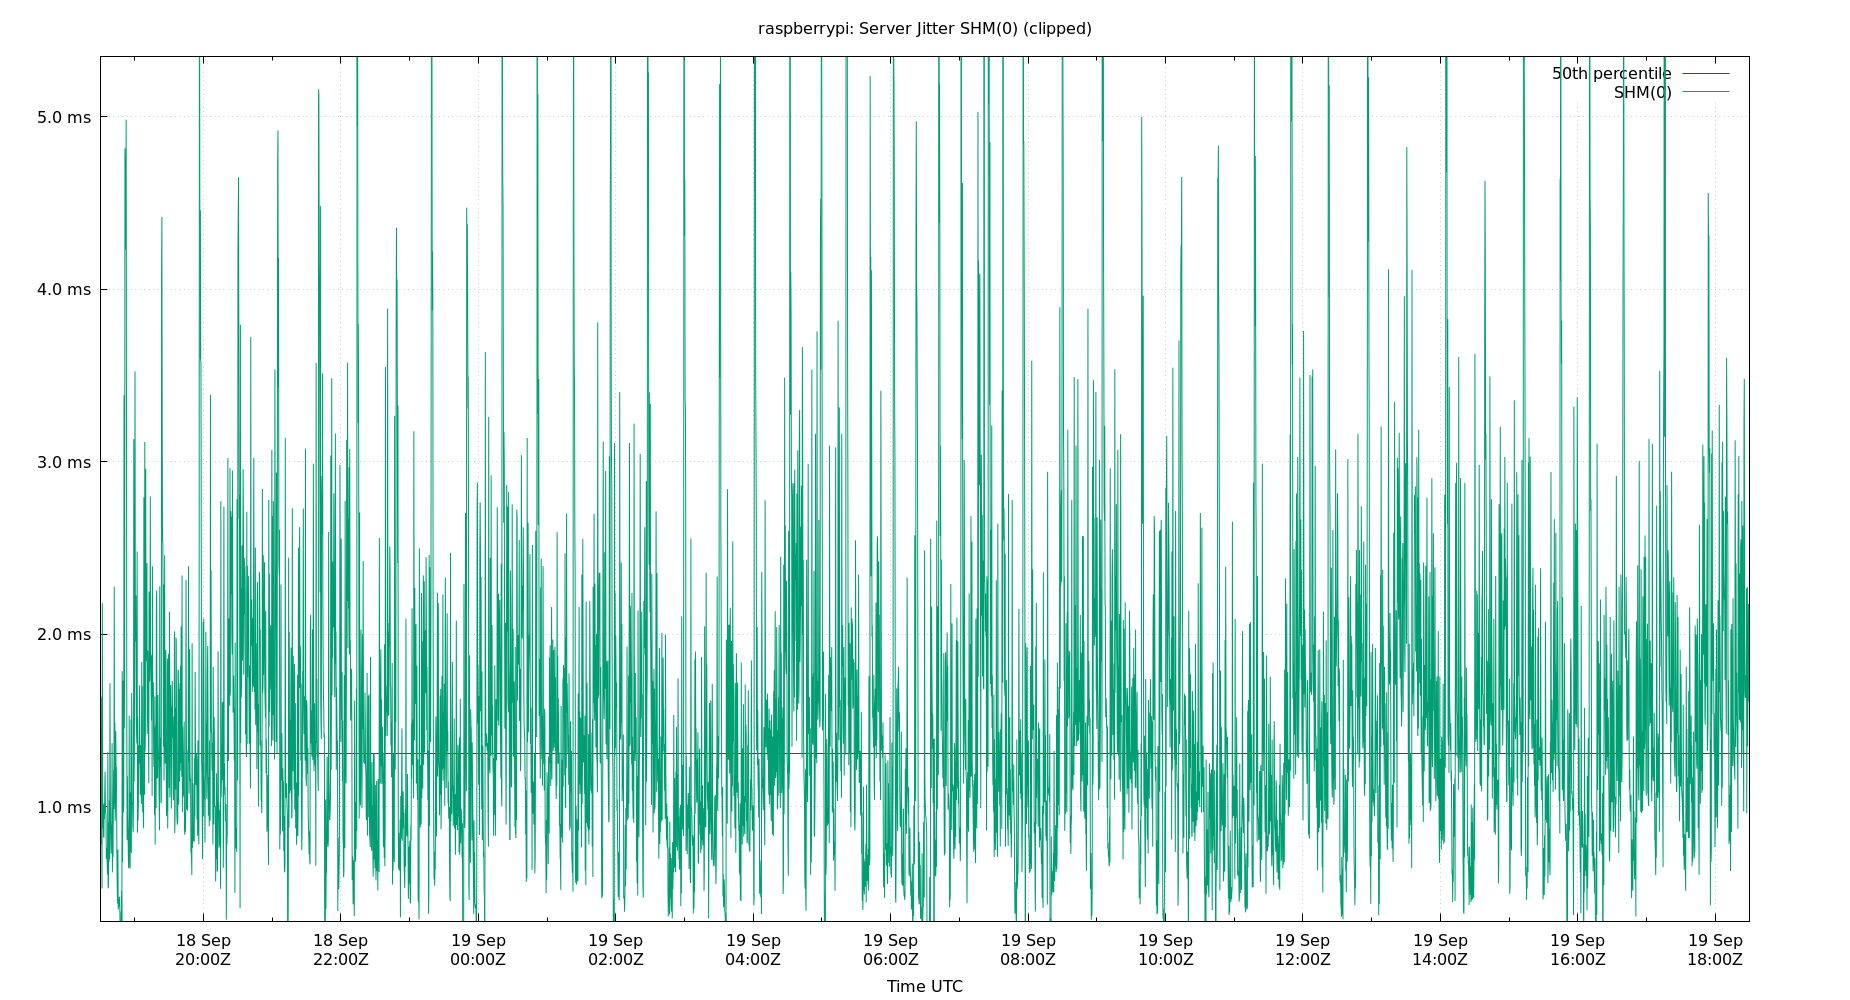 raspberrypi: Server Jitter SHM(0) (clipped)
50th percentile
SHM(0)
5.0 ms
4.0 ms
3.0 ms
2.0 ms
1.0 ms
18 Sep 18 Sep 19 Sep 19 Sep 19 Sep 19 Sep 19 Sep 19 Sep 19 Sep 19 Sep 19 Sep 19 Sep
20:00Z 22:00Z 00:00Z 02:00Z 04:00Z 06:00Z 08:00Z 10:00Z 12:00Z 14:00Z 16:00Z 18:00Z
Time UTC